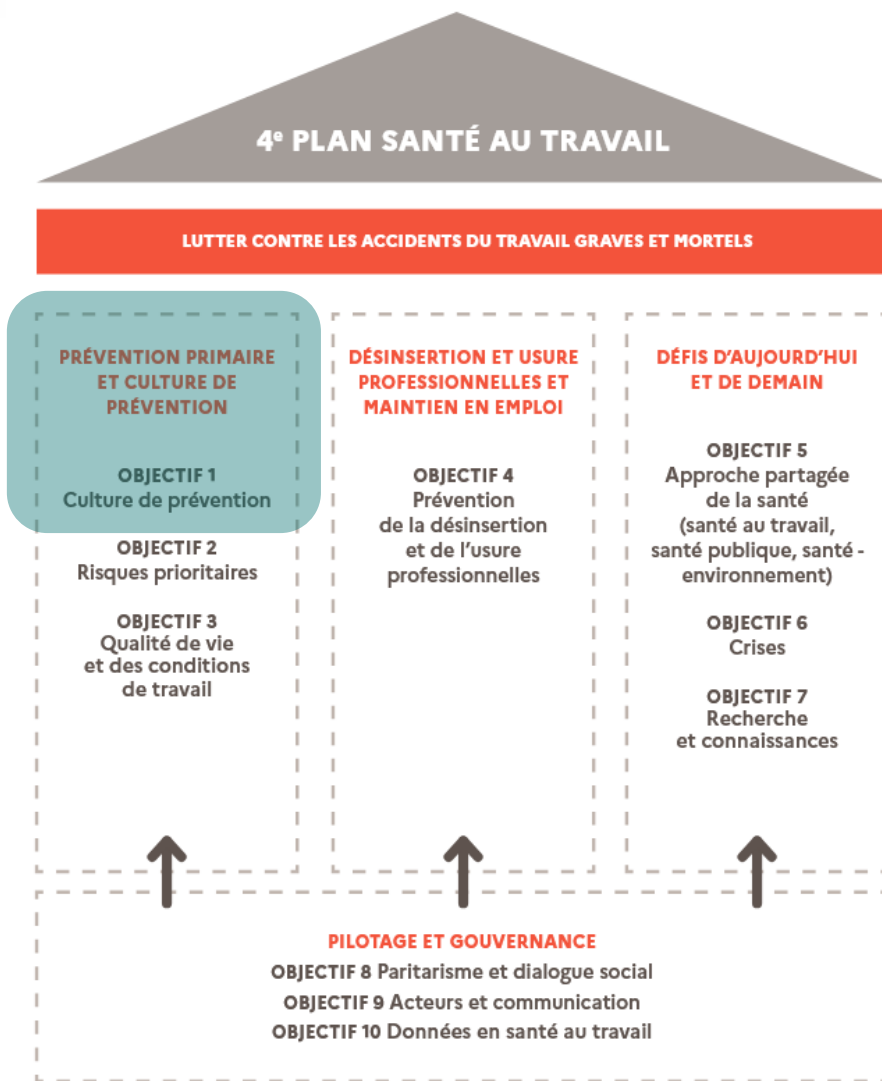 4e PLAN SANTÉ AU TRAVAIL
LUTTER CONTRE LES ACCIDENTS DU TRAVAIL GRAVES ET MORTELS
PRÉVENTION PRIMAIRE
ET CULTURE DE
PRÉVENTION
OBJECTIF 1
Culture de prévention
OBJECTIF 2
Risques prioritaires
OBJECTIF 3
Qualité de vie
et des conditions
de travail
DÉSINSERTION ET USURE
PROFESSIONNELLES ET
MAINTIEN EN EMPLOI
OBJECTIF 4
Prévention
de la désinsertion
et de l'usure
professionnelles
DÉFIS D'AUJOURD'HUI
ET DE DEMAIN
OBJECTIF 5
Approche partagée
de la santé
(santé au travail,
santé publique, santé -
environnement)
OBJECTIF 6
Crises
OBJECTIF 7
Recherche
et connaissances
PILOTAGE ET GOUVERNANCE
OBJECTIF 8 Paritarisme et dialogue social
OBJECTIF 9 Acteurs et communication
OBJECTIF 10 Données en santé au travail